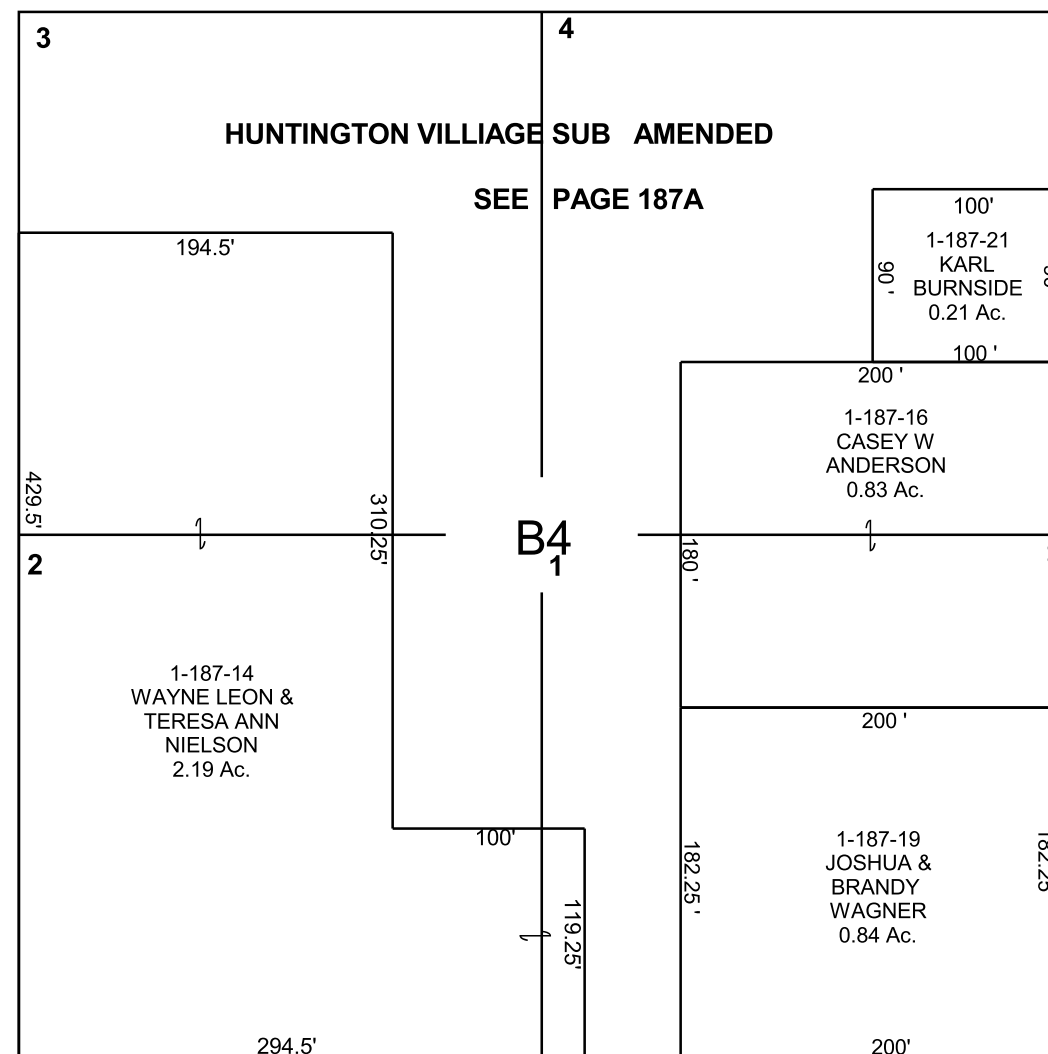 3
4
HUNTINGTON VILLIAGE SUB AMENDED
SEE PAGE 187A
194.5'
100'
1-187-21
KARL
BURNSIDE
0.21 Ac.
90 '
100 '
200 '
1-187-16
CASEY W
ANDERSON
0.83 Ac.
429.5'
310.25'
B4
1
180 '
2
1-187-14
WAYNE LEON &
TERESA ANN
NIELSON
2.19 Ac.
200 '
100'
1-187-19
JOSHUA &
BRANDY
WAGNER
0.84 Ac.
182.25 '
182.25
119.25'
294.5'
200'